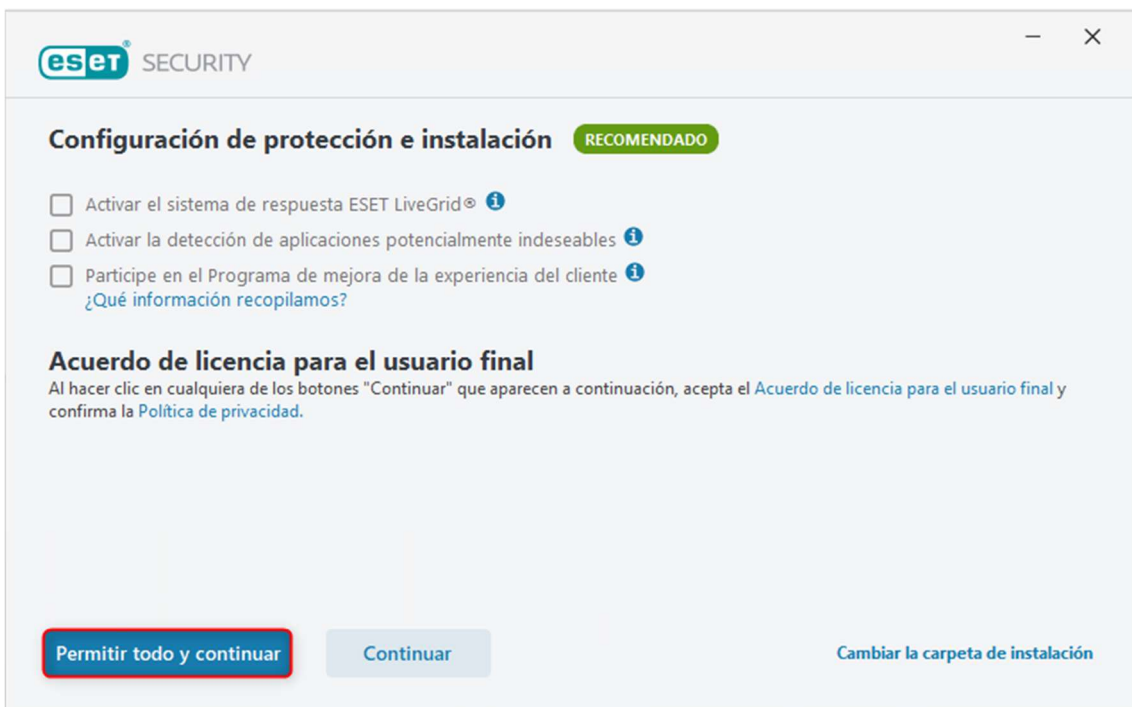 eset® SECURITY
Configuración de protección e instalación RECOMENDADO
Activar el sistema de respuesta ESET LiveGrid®
Activar la detección de aplicaciones potencialmente indeseables
Participe en el Programa de mejora de la experiencia del cliente
¿Qué información recopilamos?
Acuerdo de licencia para el usuario final
Al hacer clic en cualquiera de los botones "Continuar" que aparecen a continuación, acepta el Acuerdo de licencia para el usuario final y
confirma la Política de privacidad.
Permitir todo y continuar Continuar Cambiar la carpeta de instalación